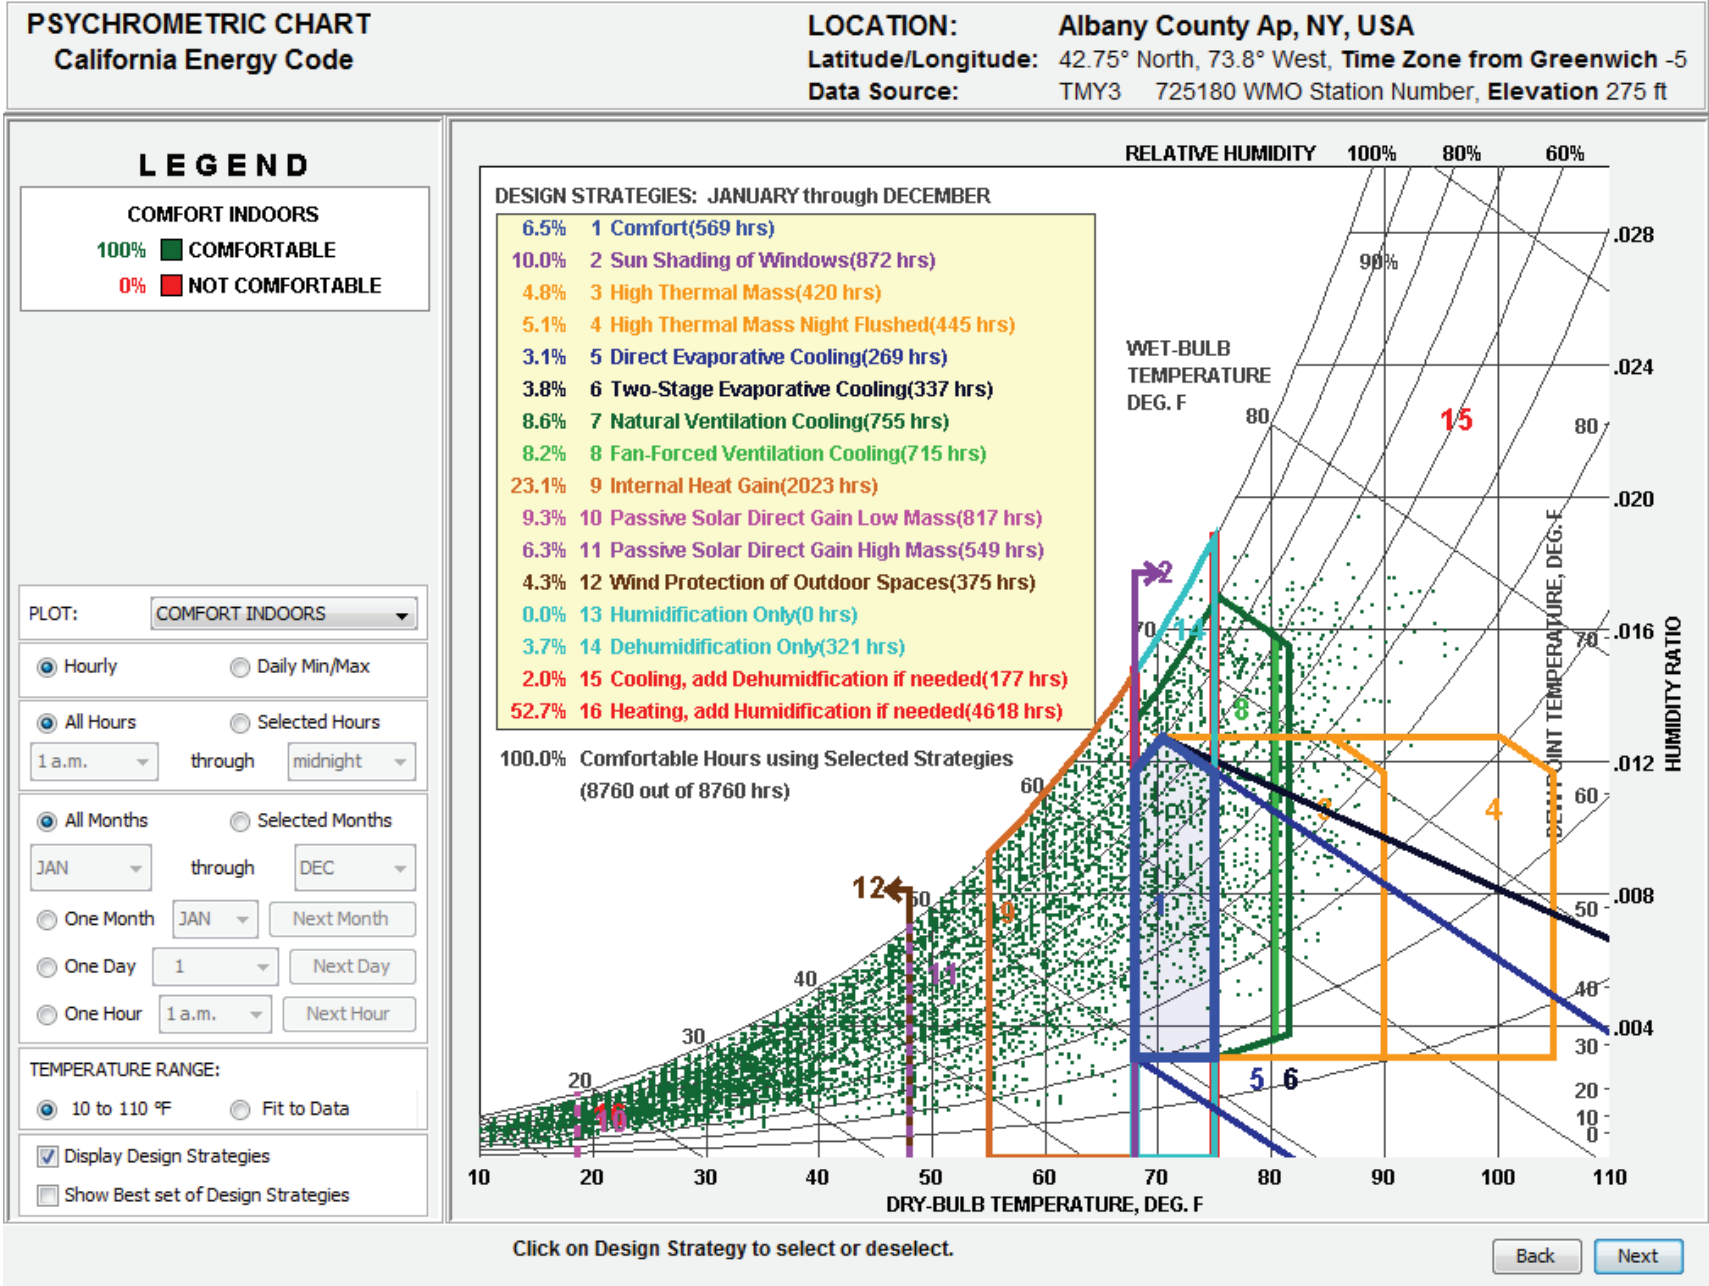 PSYCHROMETRIC CHART
California Energy Code
LOCATION: Albany County Ap, NY, USA
Latitude/Longitude: 42.75° North, 73.8° West, Time Zone from Greenwich -5
Data Source: TMY3 725180 WMO Station Number, Elevation 275 ft
LEGEND
COMFORT INDOORS
100% COMFORTABLE
0% NOT COMFORTABLE
PLOT: COMFORT INDOORS
Hourly Daily Min/Max
All Hours Selected Hours
1 a.m. through midnight
All Months Selected Months
JAN through DEC
One Month JAN Next Month
One Day 1 Next Day
One Hour 1 a.m. Next Hour
TEMPERATURE RANGE:
10 to 110 °F Fit to Data
Display Design Strategies
Show Best set of Design Strategies
RELATIVE HUMIDITY 100% 80% 60%
90%
DESIGN STRATEGIES: JANUARY through DECEMBER
6.5% 1 Comfort(569 hrs)
10.0% 2 Sun Shading of Windows(872 hrs)
4.8% 3 High Thermal Mass(420 hrs)
5.1% 4 High Thermal Mass Night Flushed(445 hrs)
3.1% 5 Direct Evaporative Cooling(269 hrs)
3.8% 6 Two-Stage Evaporative Cooling(337 hrs)
8.6% 7 Natural Ventilation Cooling(755 hrs)
8.2% 8 Fan-Forced Ventilation Cooling(715 hrs)
23.1% 9 Internal Heat Gain(2023 hrs)
9.3% 10 Passive Solar Direct Gain Low Mass(817 hrs)
6.3% 11 Passive Solar Direct Gain High Mass(549 hrs)
4.3% 12 Wind Protection of Outdoor Spaces(375 hrs)
0.0% 13 Humidification Only(0 hrs)
3.7% 14 Dehumidification Only(321 hrs)
2.0% 15 Cooling, add Dehumidfication if needed(177 hrs)
52.7% 16 Heating, add Humidification if needed(4618 hrs)
100.0% Comfortable Hours using Selected Strategies
(8760 out of 8760 hrs)
WET-BULB
TEMPERATURE
DEG. F
80
70
60
50
40
30
20
15
2
14
7
8
3
4
12
9
1
11
5 6
16
.028
.024
.020
.016
.012
.008
.004
HUMIDITY RATIO
DEW POINT TEMPERATURE, DEG. F
80
70
60
50
40
30
20
10
0
10 20 30 40 50 60 70 80 90 100 110
DRY-BULB TEMPERATURE, DEG. F
Click on Design Strategy to select or deselect.
Back Next